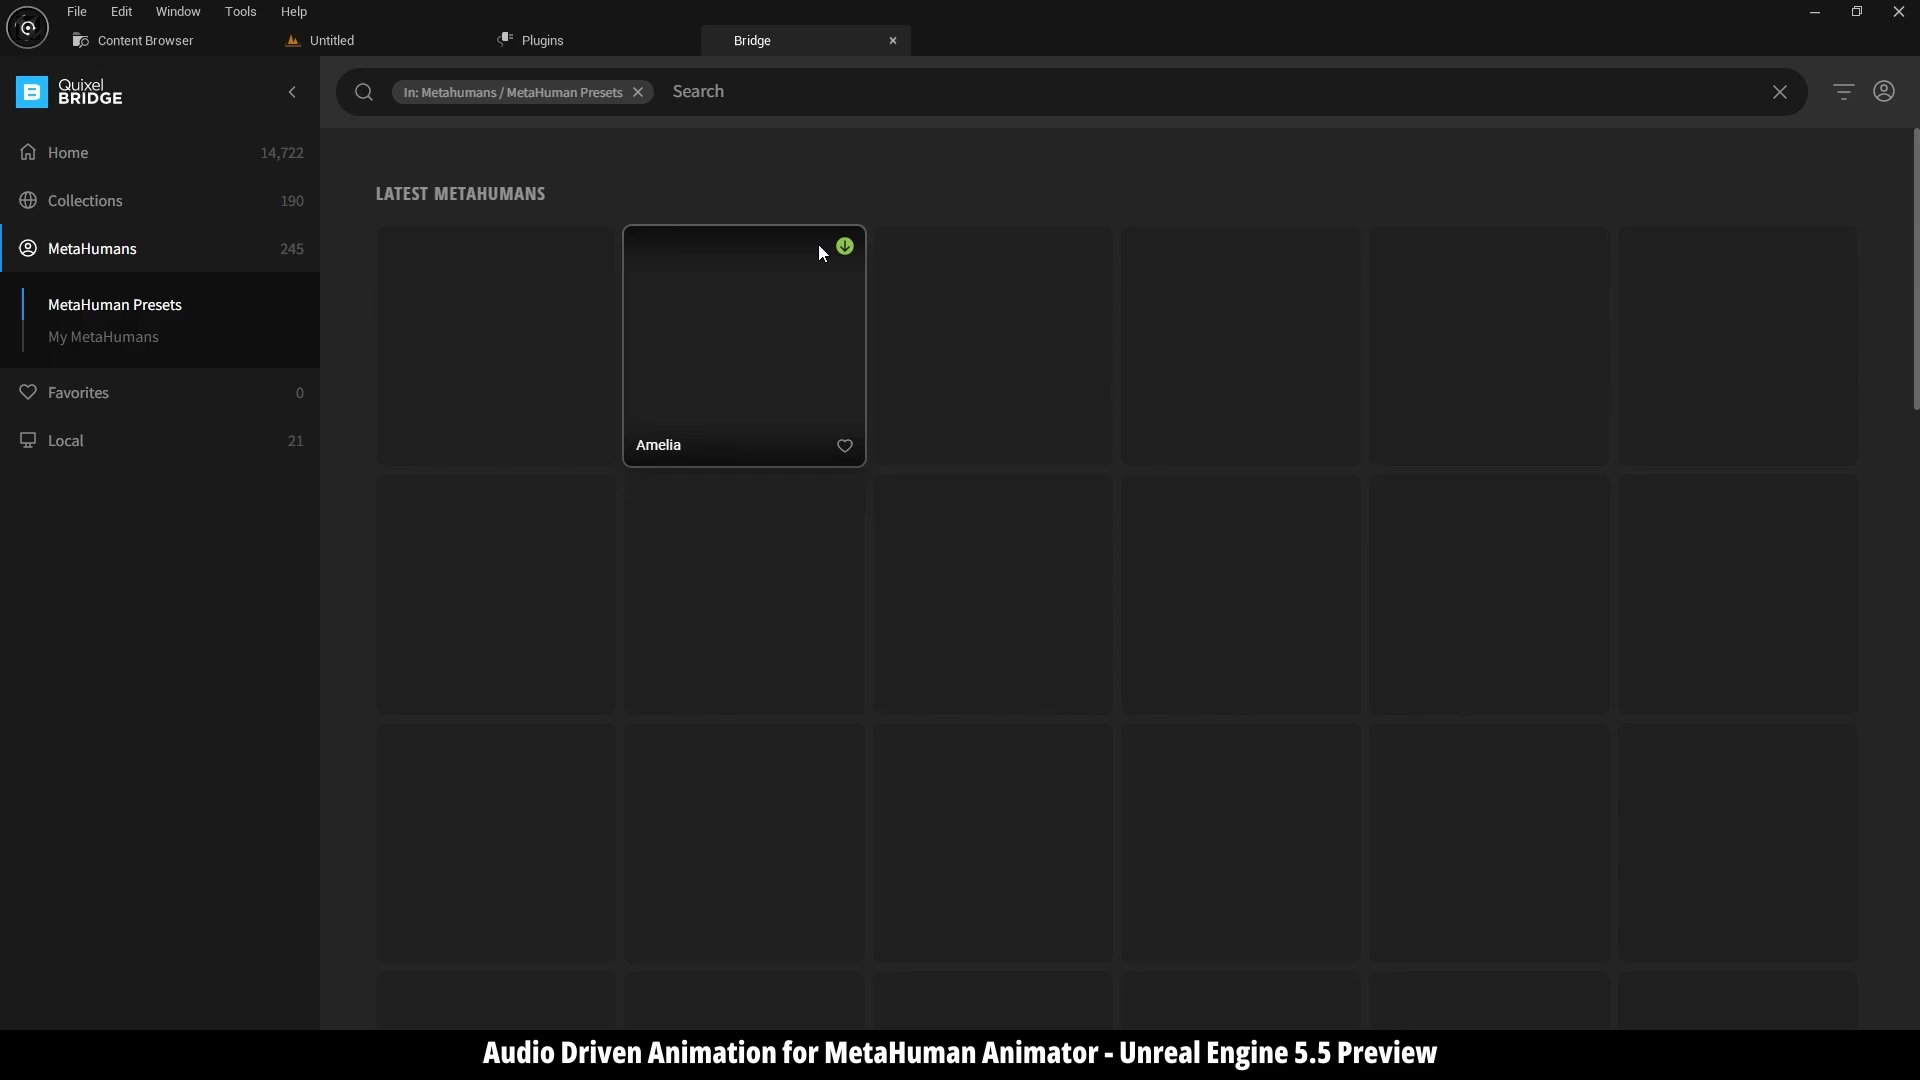 File Edit Window Tools Help
Content Browser Untitled Plugins Bridge
Quixel
BRIDGE
In: Metahumans / MetaHuman Presets Search
Home 14,722
Collections 190
MetaHumans 245
MetaHuman Presets
My MetaHumans
Favorites 0
Local 21
LATEST METAHUMANS
Amelia
Audio Driven Animation for MetaHuman Animator - Unreal Engine 5.5 Preview